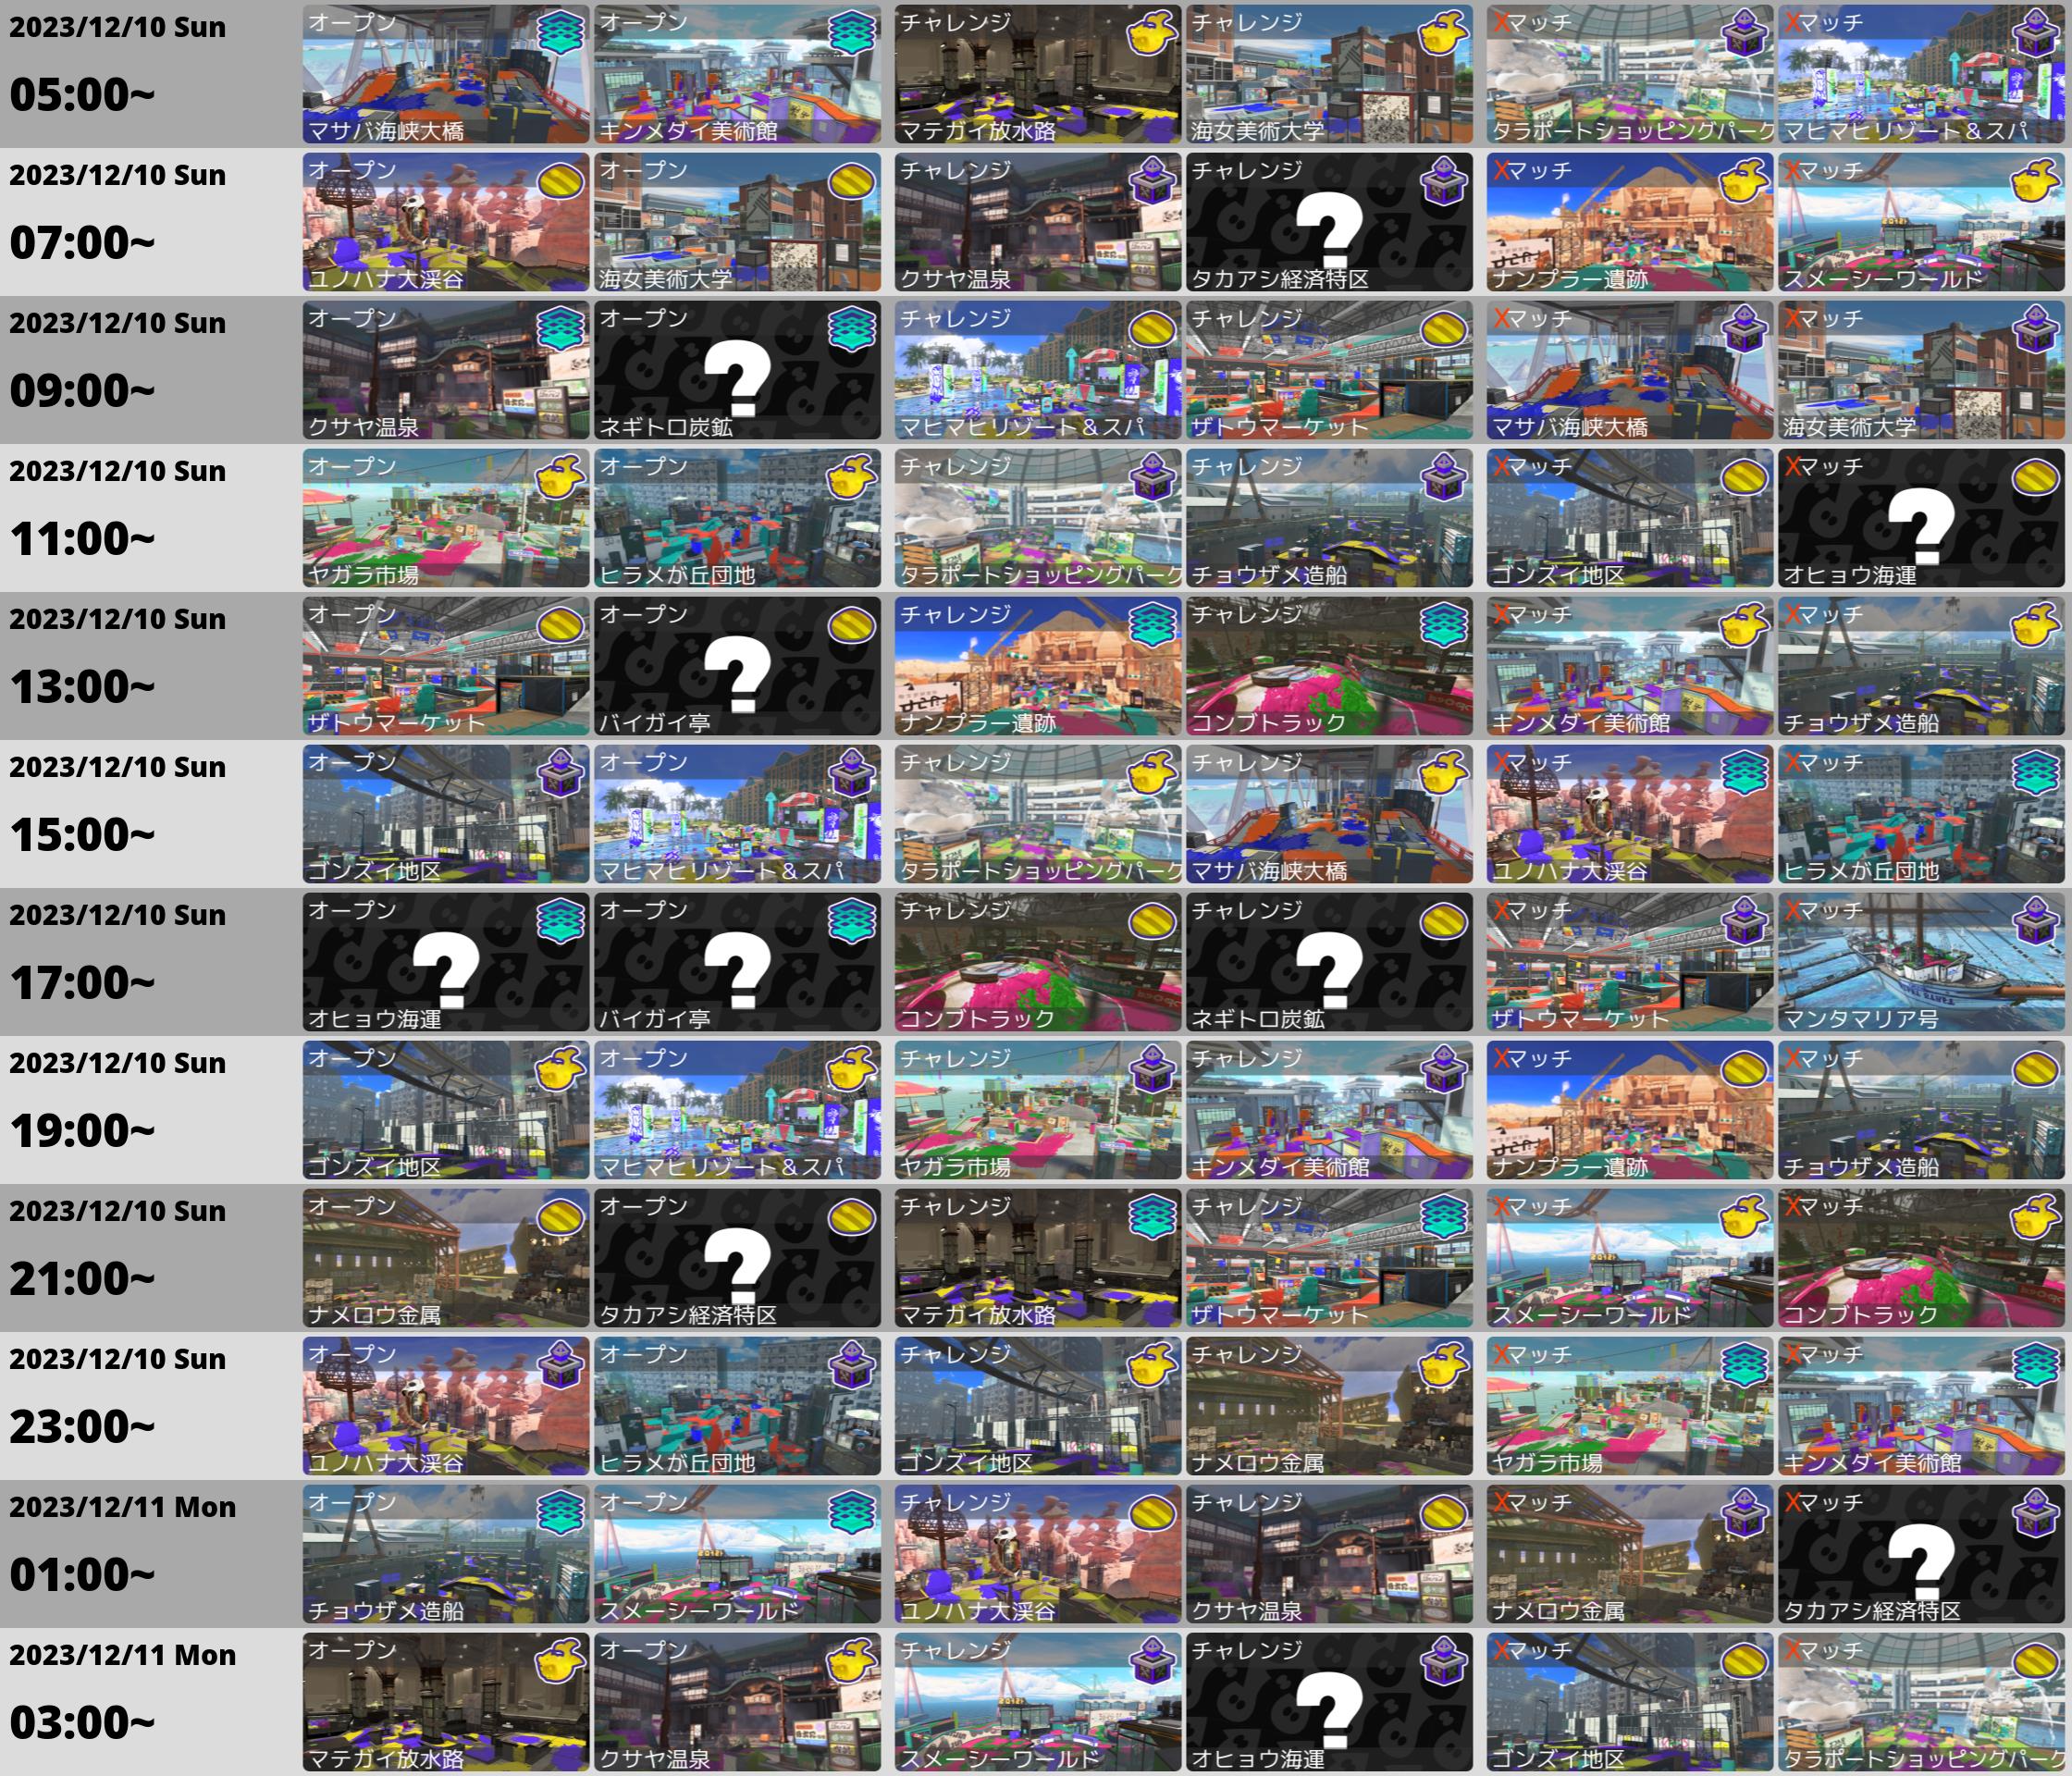 2023/12/10 Sun
05:00~
オープン
マサバ海峡大橋
オープン
キンメダイ美術館
チャレンジ
マテガイ放水路
チャレンジ
海女美術大学
Xマッチ
タラポートショッピングパーク
Xマッチ
マヒマヒリゾート＆スパ
2023/12/10 Sun
07:00~
オープン
ユノハナ大渓谷
オープン
海女美術大学
チャレンジ
クサヤ温泉
チャレンジ
?
タカアシ経済特区
Xマッチ
ナンプラー遺跡
Xマッチ
スメーシーワールド
2023/12/10 Sun
09:00~
オープン
クサヤ温泉
オープン
?
ネギトロ炭鉱
チャレンジ
マヒマヒリゾート＆スパ
チャレンジ
ザトウマーケット
Xマッチ
マサバ海峡大橋
Xマッチ
海女美術大学
2023/12/10 Sun
11:00~
オープン
ヤガラ市場
オープン
ヒラメが丘団地
チャレンジ
タラポートショッピングパーク
チャレンジ
チョウザメ造船
Xマッチ
ゴンズイ地区
Xマッチ
?
オヒョウ海運
2023/12/10 Sun
13:00~
オープン
ザトウマーケット
オープン
?
バイガイ亭
チャレンジ
ナンプラー遺跡
チャレンジ
コンブトラック
Xマッチ
キンメダイ美術館
Xマッチ
チョウザメ造船
2023/12/10 Sun
15:00~
オープン
ゴンズイ地区
オープン
マヒマヒリゾート＆スパ
チャレンジ
タラポートショッピングパーク
チャレンジ
マサバ海峡大橋
Xマッチ
ユノハナ大渓谷
Xマッチ
ヒラメが丘団地
2023/12/10 Sun
17:00~
オープン
?
オヒョウ海運
オープン
?
バイガイ亭
チャレンジ
コンブトラック
チャレンジ
?
ネギトロ炭鉱
Xマッチ
ザトウマーケット
Xマッチ
マンタマリア号
2023/12/10 Sun
19:00~
オープン
ゴンズイ地区
オープン
マヒマヒリゾート＆スパ
チャレンジ
ヤガラ市場
チャレンジ
キンメダイ美術館
Xマッチ
ナンプラー遺跡
Xマッチ
チョウザメ造船
2023/12/10 Sun
21:00~
オープン
ナメロウ金属
オープン
?
タカアシ経済特区
チャレンジ
マテガイ放水路
チャレンジ
ザトウマーケット
Xマッチ
スメーシーワールド
Xマッチ
コンブトラック
2023/12/10 Sun
23:00~
オープン
ユノハナ大渓谷
オープン
ヒラメが丘団地
チャレンジ
ゴンズイ地区
チャレンジ
ナメロウ金属
Xマッチ
ヤガラ市場
Xマッチ
キンメダイ美術館
2023/12/11 Mon
01:00~
オープン
チョウザメ造船
オープン
スメーシーワールド
チャレンジ
ユノハナ大渓谷
チャレンジ
クサヤ温泉
Xマッチ
ナメロウ金属
Xマッチ
?
タカアシ経済特区
2023/12/11 Mon
03:00~
オープン
マテガイ放水路
オープン
クサヤ温泉
チャレンジ
スメーシーワールド
チャレンジ
?
オヒョウ海運
Xマッチ
ゴンズイ地区
Xマッチ
タラポートショッピングパーク